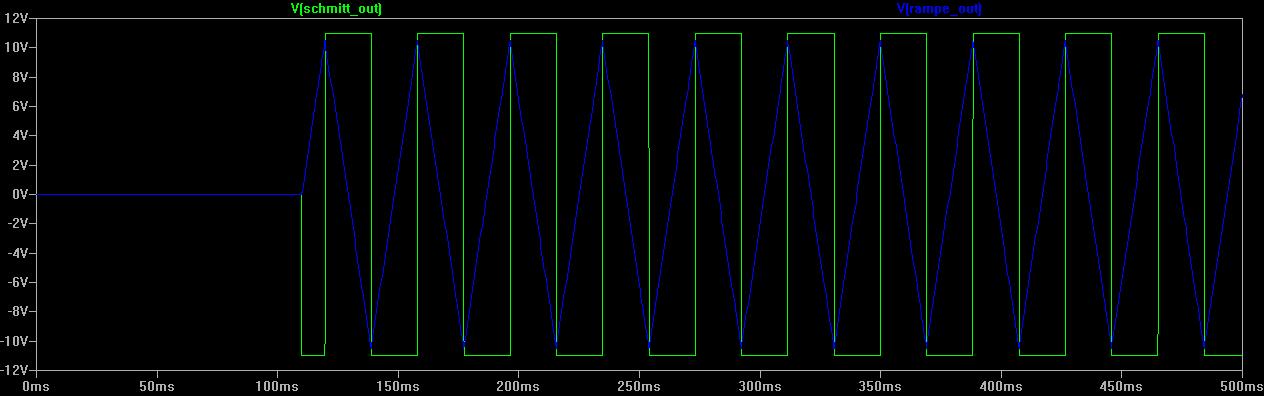 V(schmitt_out) V(rampe_out)
12V
10V
8V
6V
4V
2V
0V
-2V
-4V
-6V
-8V
-10V
-12V
0ms 50ms 100ms 150ms 200ms 250ms 300ms 350ms 400ms 450ms 500ms